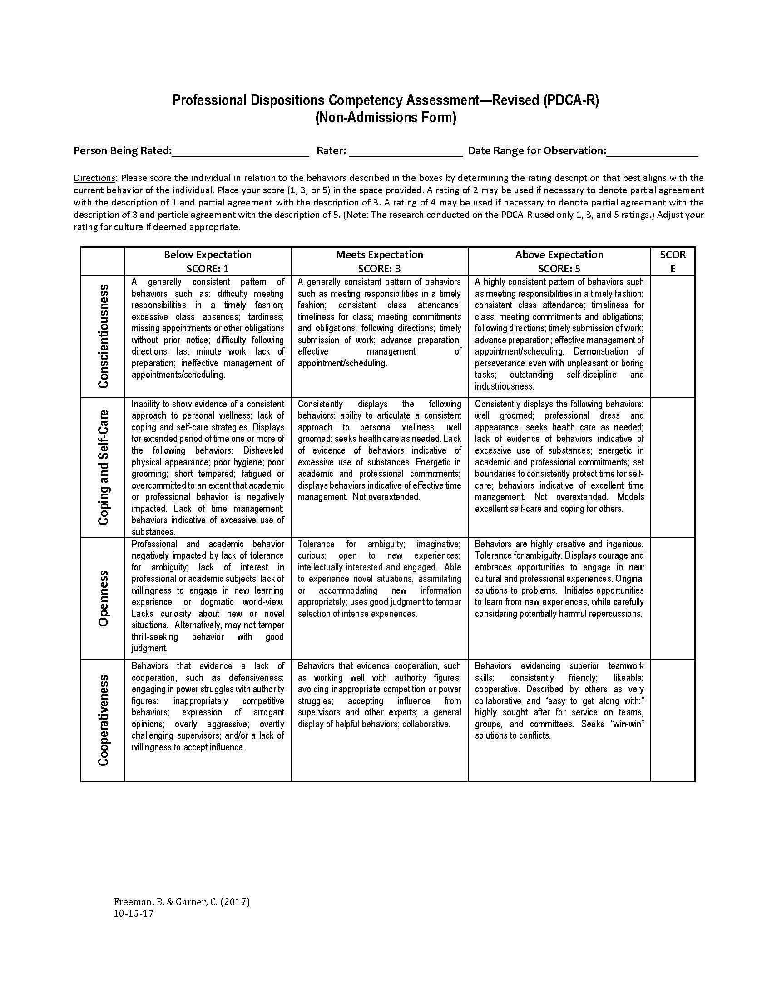 Professional Dispositions Competency Assessment—Revised (PDCA-R)
(Non-Admissions Form)
Person Being Rated:______________________ Rater: __________________ Date Range for Observation:_______________
Directions: Please score the individual in relation to the behaviors described in the boxes by determining the rating description that best aligns with the
current behavior of the individual. Place your score (1, 3, or 5) in the space provided. A rating of 2 may be used if necessary to denote partial agreement
with the description of 1 and partial agreement with the description of 3. A rating of 4 may be used if necessary to denote partial agreement with the
description of 3 and particle agreement with the description of 5. (Note: The research conducted on the PDCA-R used only 1, 3, and 5 ratings.) Adjust your
rating for culture if deemed appropriate.
Below Expectation
SCORE: 1
Meets Expectation
SCORE: 3
Above Expectation
SCORE: 5
SCOR
E
Conscientiousness
A generally consistent pattern of
behaviors such as: difficulty meeting
responsibilities in a timely fashion;
excessive class absences; tardiness;
missing appointments or other obligations
without prior notice; difficulty following
directions; last minute work; lack of
preparation; ineffective management of
appointments/scheduling.
A generally consistent pattern of behaviors
such as meeting responsibilities in a timely
fashion; consistent class attendance;
timeliness for class; meeting commitments
and obligations; following directions; timely
submission of work; advance preparation;
effective management of
appointment/scheduling.
A highly consistent pattern of behaviors such
as meeting responsibilities in a timely fashion;
consistent class attendance; timeliness for
class; meeting commitments and obligations;
following directions; timely submission of work;
advance preparation; effective management of
appointment/scheduling. Demonstration of
perseverance even with unpleasant or boring
tasks; outstanding self-discipline and
industriousness.
Coping and Self-Care
Inability to show evidence of a consistent
approach to personal wellness; lack of
coping and self-care strategies. Displays
for extended period of time one or more of
the following behaviors: Disheveled
physical appearance; poor hygiene; poor
grooming; short tempered; fatigued or
overcommitted to an extent that academic
or professional behavior is negatively
impacted. Lack of time management;
behaviors indicative of excessive use of
substances.
Consistently displays the following
behaviors: ability to articulate a consistent
approach to personal wellness; well
groomed; seeks health care as needed. Lack
of evidence of behaviors indicative of
excessive use of substances. Energetic in
academic and professional commitments;
displays behaviors indicative of effective time
management. Not overextended.
Consistently displays the following behaviors:
well groomed; professional dress and
appearance; seeks health care as needed;
lack of evidence of behaviors indicative of
excessive use of substances; energetic in
academic and professional commitments; set
boundaries to consistently protect time for self-
care; behaviors indicative of excellent time
management. Not overextended. Models
excellent self-care and coping for others.
Openness
Professional and academic behavior
negatively impacted by lack of tolerance
for ambiguity; lack of interest in
professional or academic subjects; lack of
willingness to engage in new learning
experience, or dogmatic world-view.
Lacks curiosity about new or novel
situations. Alternatively, may not temper
thrill-seeking behavior with good
judgment.
Tolerance for ambiguity; imaginative;
curious; open to new experiences;
intellectually interested and engaged. Able
to experience novel situations, assimilating
or accommodating new information
appropriately; uses good judgment to temper
selection of intense experiences.
Behaviors are highly creative and ingenious.
Tolerance for ambiguity. Displays courage and
embraces opportunities to engage in new
cultural and professional experiences. Original
solutions to problems. Initiates opportunities
to learn from new experiences, while carefully
considering potentially harmful repercussions.
Cooperativeness
Behaviors that evidence a lack of
cooperation, such as defensiveness;
engaging in power struggles with authority
figures; inappropriately competitive
behaviors; expression of arrogant
opinions; overly aggressive; overtly
challenging supervisors; and/or a lack of
willingness to accept influence.
Behaviors that evidence cooperation, such
as working well with authority figures;
avoiding inappropriate competition or power
struggles; accepting influence from
supervisors and other experts; a general
display of helpful behaviors; collaborative.
Behaviors evidencing superior teamwork
skills; consistently friendly; likeable;
cooperative. Described by others as very
collaborative and “easy to get along with;”
highly sought after for service on teams,
groups, and committees. Seeks “win-win”
solutions to conflicts.
Freeman, B. & Garner, C. (2017)
10-15-17